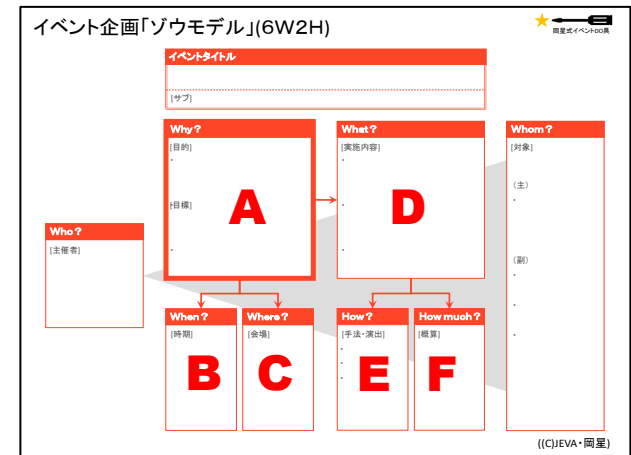 イベント企画「ゾウモデル」(6W2H)
岡星式イベントDO具
イベントタイトル
[サブ]
Why?
[目的]
・
[目標]
・
A
What?
[実施内容]
・
・
・
D
Whom?
[対象]
（主）
・
（副）
・
・
・
Who?
[主催者]
When?
[時期]
B
Where?
[会場]
C
How?
[手法・演出]
・
・
・
E
How much?
[概算]
F
((C)JEVA・岡星)